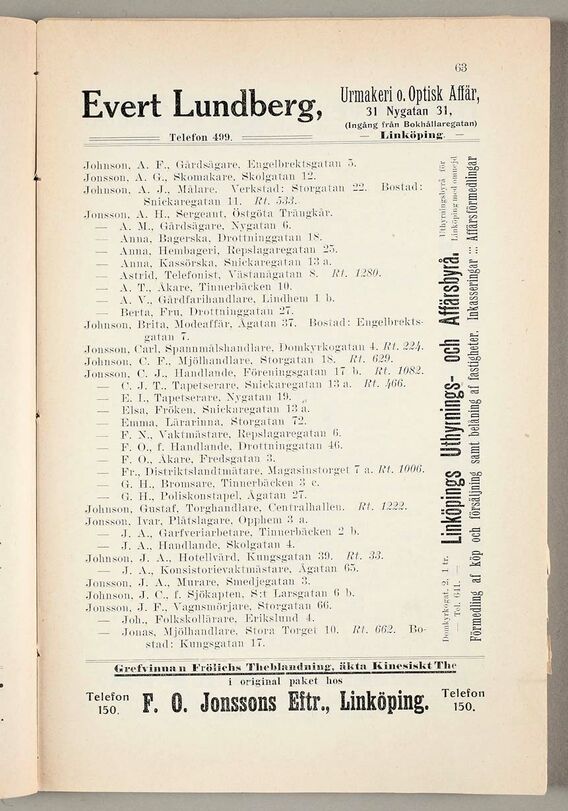 63
Evert Lundberg,
Telefon 499.
Urmakeri o. Optisk Affär,
31 Nygatan 31,
(Ingång från Bokhållaregatan)
— Linköping. —
Johnson, A. F., Gårdsägare, Engelbrektsgatan 5.
Jonsson, A. G., Skomakare, Skolgatan 12.
Johnson, A. J., Målare. Verkstad: Storgatan 22. Bostad:
Snickaregatan 11. Rt. 533.
Jonsson, A. H., Sergeant, Östgöta Trängkår.
— A. M., Gårdsägare, Nygatan 6.
— Anna, Bagerska, Drottninggatan 18.
— Anna, Hembageri, Repslagaregatan 25.
— Anna, Kassörska, Snickaregatan 13 a.
— Astrid, Telefonist, Västanågatan 8. Rt. 1280.
— A. T., Åkare, Tinnerbäcken 10.
— A. V., Gårdfarihandlare, Lindhem 1 b.
— Berta, Fru, Drottninggatan 27.
Johnson, Brita, Modeaffär, Ågatan 37. Bostad: Engelbrekts-
gatan 7.
Jonsson, Carl, Spannmålshandlare, Domkyrkogatan 4. Rt. 224.
Johnson, C. F., Mjölhandlare, Storgatan 18. Rt. 629.
Jonsson, C. J., Handlande, Föreningsgatan 17 b. Rt. 1082.
— C. J. T., Tapetserare, Snickaregatan 13 a. Rt. 466.
— E. I., Tapetserare, Nygatan 19.
— Elsa, Fröken, Snickaregatan 13 a.
— Emma, Lärarinna, Storgatan 72.
— F. N., Vaktmästare, Repslagaregatan 6.
— F. O., f. Handlande, Drottninggatan 46.
— F. O., Åkare, Fredsgatan 3.
— Fr., Distriktslandtmätare, Magasinstorget 7 a. Rt. 1006.
— G. H., Bromsare, Tinnerbäcken 3 c.
— G. H., Poliskonstapel, Ågatan 27.
Johnson, Gustaf, Torghandlare, Centralhallen. Rt. 1222.
Jonsson, Ivar, Plåtslagare, Opphem 3 a.
— J. A., Garfveriarbetare, Tinnerbäcken 2 b.
— J. A., Handlande, Skolgatan 4.
Johnson, J. A., Hotellvärd, Kungsgatan 39. Rt. 33.
— J. A., Konsistorievaktmästare, Ågatan 65.
Jonsson, J. A., Murare, Smedjegatan 3.
Johnson, J. C., f. Sjökapten, S:t Larsgatan 6 b.
Jonsson, J. F., Vagnsmörjare, Storgatan 66.
— Joh., Folkskollärare, Erikslund 4.
— Jonas, Mjölhandlare, Stora Torget 10. Rt. 662. Bo-
stad: Kungsgatan 17.
Domkyrkogat. 2, 1 tr.
— Tel. 641. —
Linköpings Uthyrnings- och Affärsbyrå.
Uthyrningsbyrå för
Linköping med omnejd
Förmedling af köp och försäljning samt belåning af fastigheter. Inkasseringar :: Affärsförmedlingar
Grefvinnan Frölichs Theblandning, äkta Kinesiskt The
i original paket hos
Telefon
150.
F. O. Jonssons Eftr., Linköping.
Telefon
150.